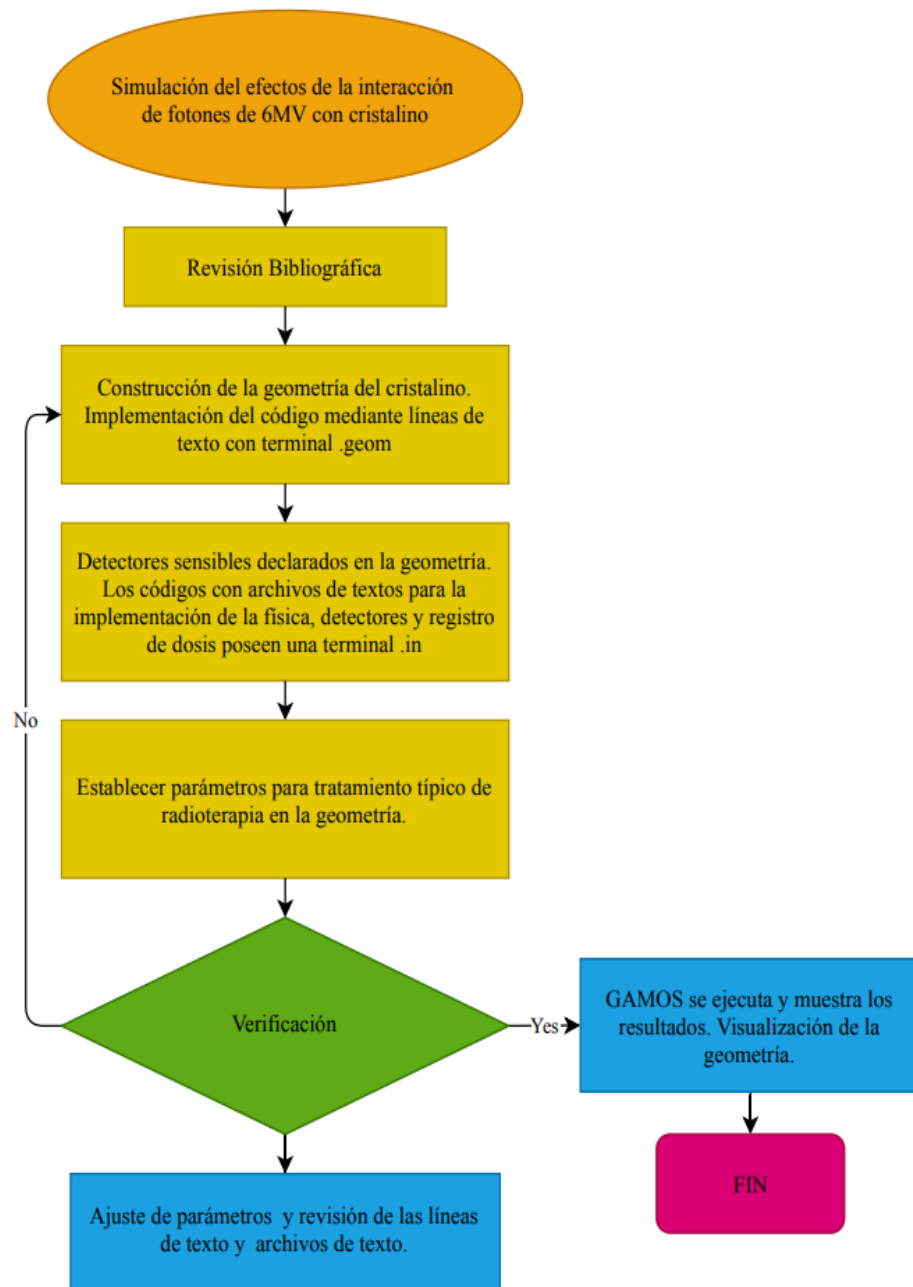 Simulación del efectos de la interacción
de fotones de 6MV con cristalino
Revisión Bibliográfica
Construcción de la geometría del cristalino.
Implementación del código mediante líneas de
texto con terminal .geom
Detectores sensibles declarados en la geometría.
Los códigos con archivos de textos para la
implementación de la física, detectores y registro
de dosis poseen una terminal .in
No
Establecer parámetros para tratamiento típico de
radioterapia en la geometría.
Verificación
Yes
GAMOS se ejecuta y muestra los
resultados. Visualización de la
geometría.
FIN
Ajuste de parámetros y revisión de las líneas
de texto y archivos de texto.